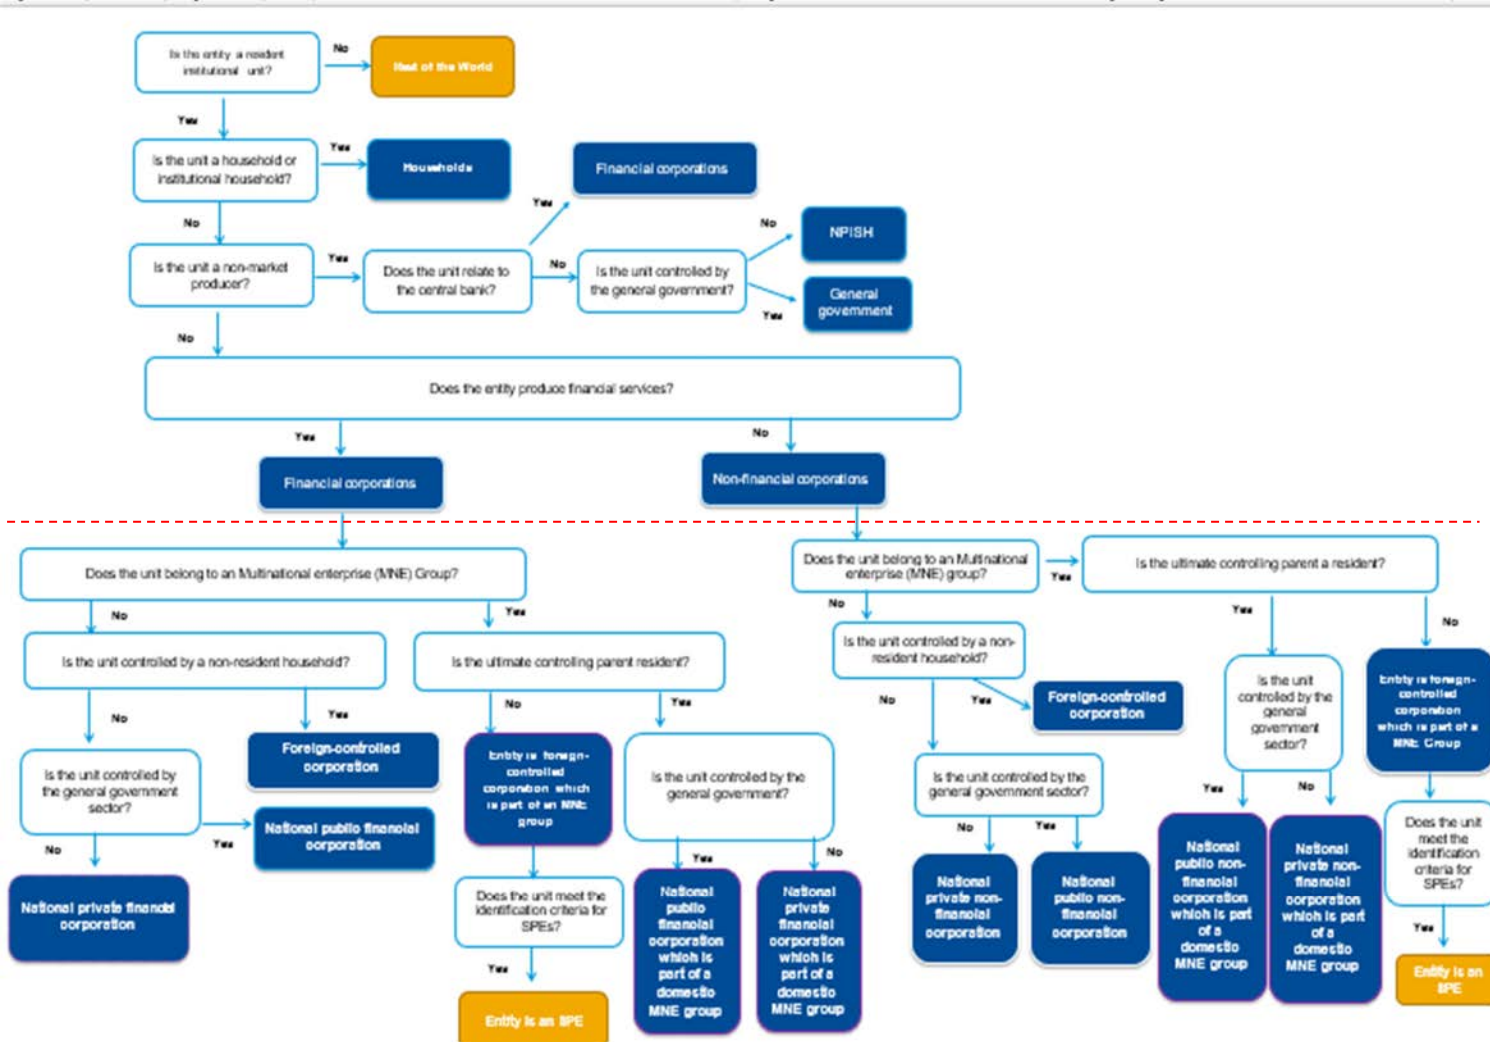 Is the entity a resident
institutional unit?
No
Rest of the World
Yes
Is the unit a household or
institutional household?
Yes
Households
Financial corporations
No
Yes
Is the unit a non-market
producer?
Yes
Does the unit relate to
the central bank?
No
Is the unit controlled by
the general government?
No
NPISH
Yes
General
government
No
Does the entity produce financial services?
Yes
No
Financial corporations
Non-financial corporations
Does the unit belong to an Multinational enterprise (MNE) Group?
No
Yes
Is the unit controlled by a non-resident household?
Is the ultimate controlling parent resident?
No
Yes
No
Yes
Is the unit controlled by
the general government
sector?
Foreign-controlled
corporation
Yes
National public financial
corporation
No
National private financial
corporation
Entity is foreign-
controlled
corporation which
is part of an MNE
group
Is the unit controlled by the
general government?
Does the unit meet the
identification criteria for
SPEs?
Yes
Entity is an SPE
Yes
No
National
public
financial
corporation
which is
part of a
domestic
MNE group
National
private
financial
corporation
which is
part of a
domestic
MNE group
Does the unit belong to an Multinational
enterprise (MNE) group?
Yes
Is the ultimate controlling parent a resident?
No
Is the unit controlled by a non-
resident household?
No
Yes
Foreign-controlled
corporation
Is the unit controlled by the
general government sector?
No
Yes
National
private non-
financial
corporation
National
public non-
financial
corporation
Yes
No
Is the unit
controlled by the
general
government
sector?
Entity is foreign-
controlled
corporation
which is part of a
MNE Group
Yes
No
National
public non-
financial
corporation
which is part
of a
domestic
MNE group
National
private non-
financial
corporation
which is part
of a
domestic
MNE group
Does the unit
meet the
identification
criteria for
SPEs?
Yes
Entity is an
SPE